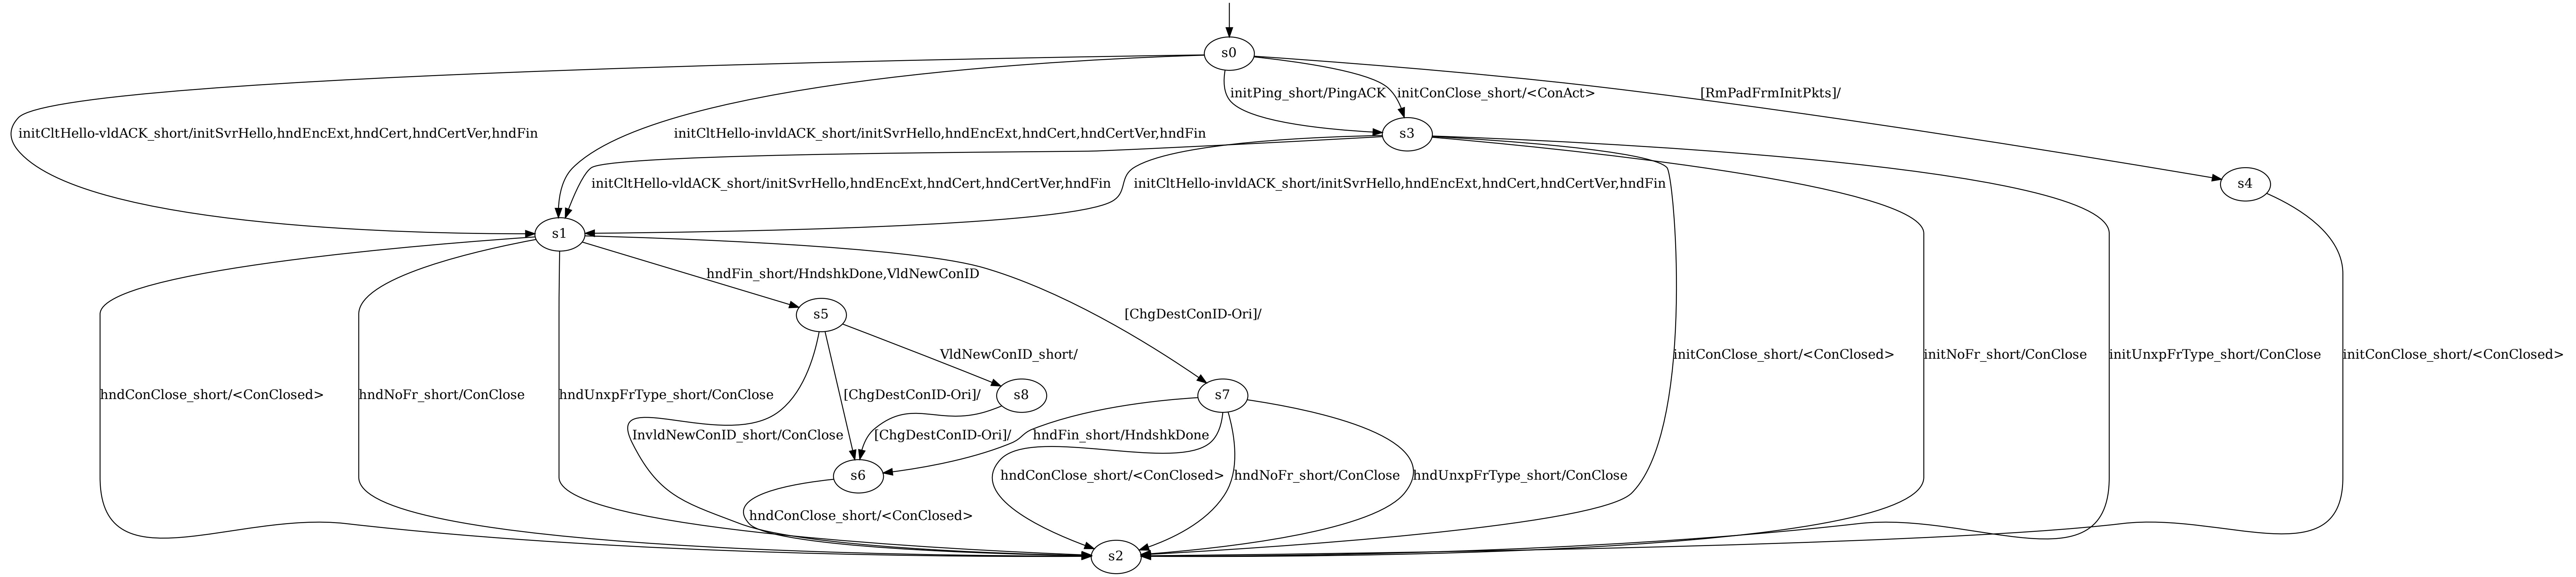 s0
initPing_short/PingACK
initConClose_short/<ConAct>
[RmPadFrmInitPkts]/
initCltHello-vldACK_short/initSvrHello,hndEncExt,hndCert,hndCertVer,hndFin
initCltHello-invldACK_short/initSvrHello,hndEncExt,hndCert,hndCertVer,hndFin
s3
initCltHello-vldACK_short/initSvrHello,hndEncExt,hndCert,hndCertVer,hndFin
initCltHello-invldACK_short/initSvrHello,hndEncExt,hndCert,hndCertVer,hndFin
s4
s1
hndFin_short/HndshkDone,VldNewConID
s5
[ChgDestConID-Ori]/
VldNewConID_short/
initConClose_short/<ConClosed>
initNoFr_short/ConClose
initUnxpFrType_short/ConClose
initConClose_short/<ConClosed>
hndConClose_short/<ConClosed>
hndNoFr_short/ConClose
hndUnxpFrType_short/ConClose
[ChgDestConID-Ori]/
s8
s7
InvldNewConID_short/ConClose
[ChgDestConID-Ori]/
hndFin_short/HndshkDone
s6
hndConClose_short/<ConClosed>
hndNoFr_short/ConClose
hndUnxpFrType_short/ConClose
hndConClose_short/<ConClosed>
s2